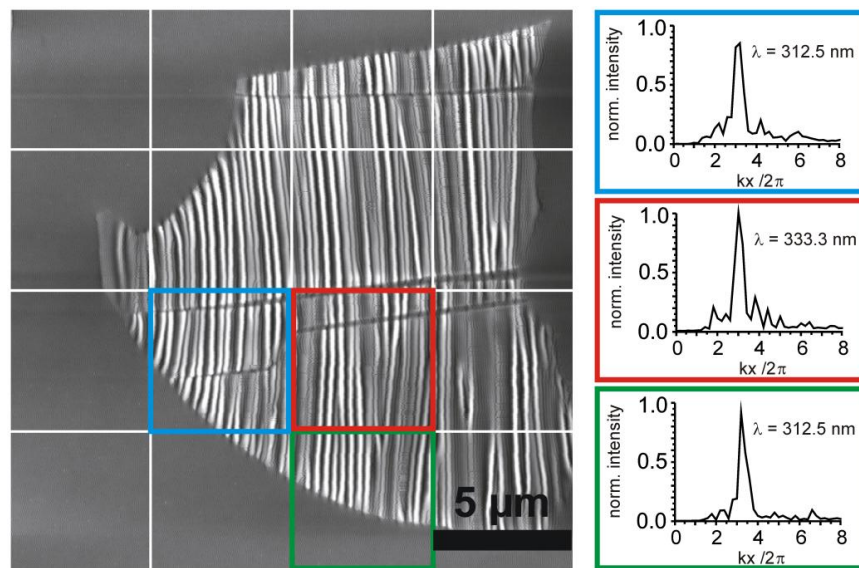 5 μm
norm. intensity
1.0
0.5
0.0
λ = 312.5 nm
0 2 4 6 8
kx /2π
norm. intensity
1.0
0.5
0.0
λ = 333.3 nm
0 2 4 6 8
kx /2π
norm. intensity
1.0
0.5
0.0
λ = 312.5 nm
0 2 4 6 8
kx /2π